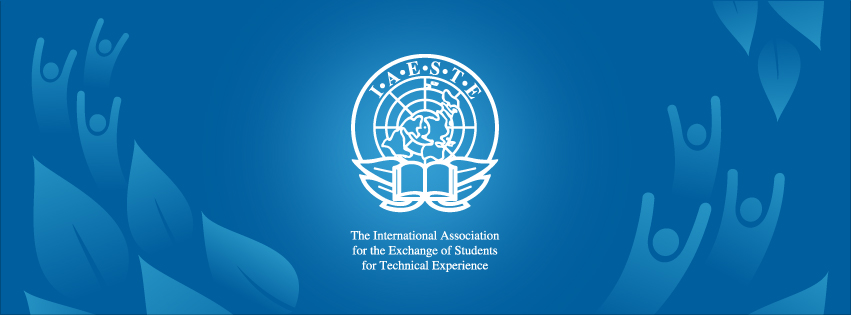 I•A•E•S•T•E
The International Association
for the Exchange of Students
for Technical Experience